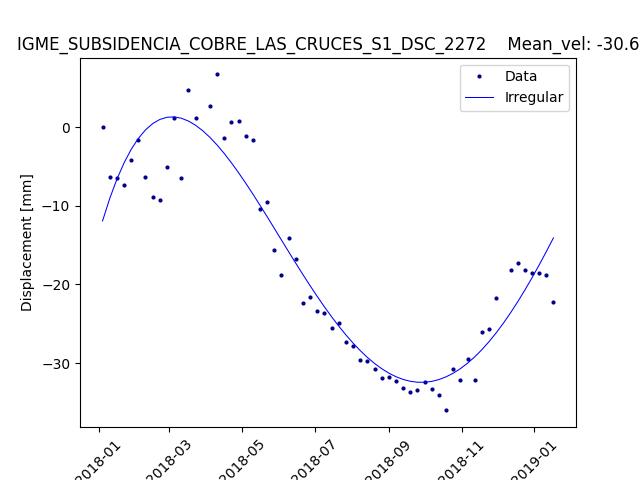 IGME_SUBSIDENCIA_COBRE_LAS_CRUCES_S1_DSC_2272 Mean_vel: -30.6
Data
Irregular
Displacement [mm]
0
−10
−20
−30
2018-01
2018-03
2018-05
2018-07
2018-09
2018-11
2019-01